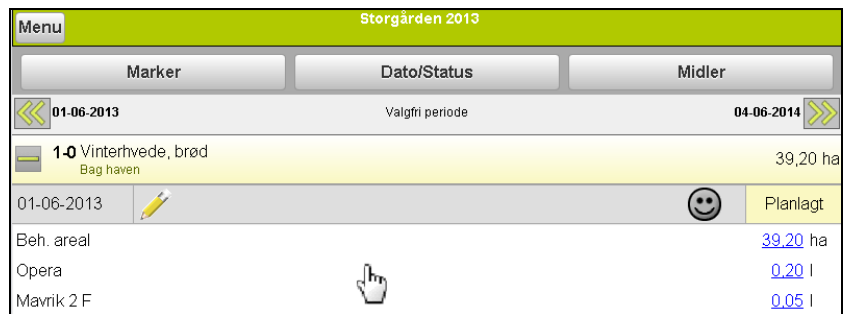 Storgården 2013
Menu
Marker Dato/Status Midler
01-06-2013 Valgfri periode 04-06-2014
1-0 Vinterhvede, brød 39,20 ha
Bag haven
01-06-2013 Planlagt
Beh. areal 39,20 ha
Opera 0,20 l
Mavrik 2 F 0,05 l